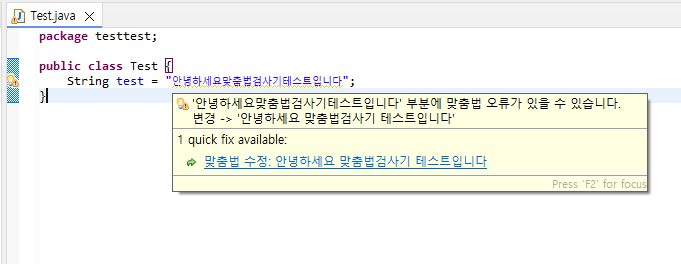 Test.java
package testtest;
public class Test {
String test = "안녕하세요맞춤법검사기테스트입니다";
}
'안녕하세요맞춤법검사기테스트입니다' 부분에 맞춤법 오류가 있을 수 있습니다.
변경 -> '안녕하세요 맞춤법검사기 테스트입니다'
1 quick fix available:
맞춤법 수정: 안녕하세요 맞춤법검사기 테스트입니다
Press 'F2' for focus